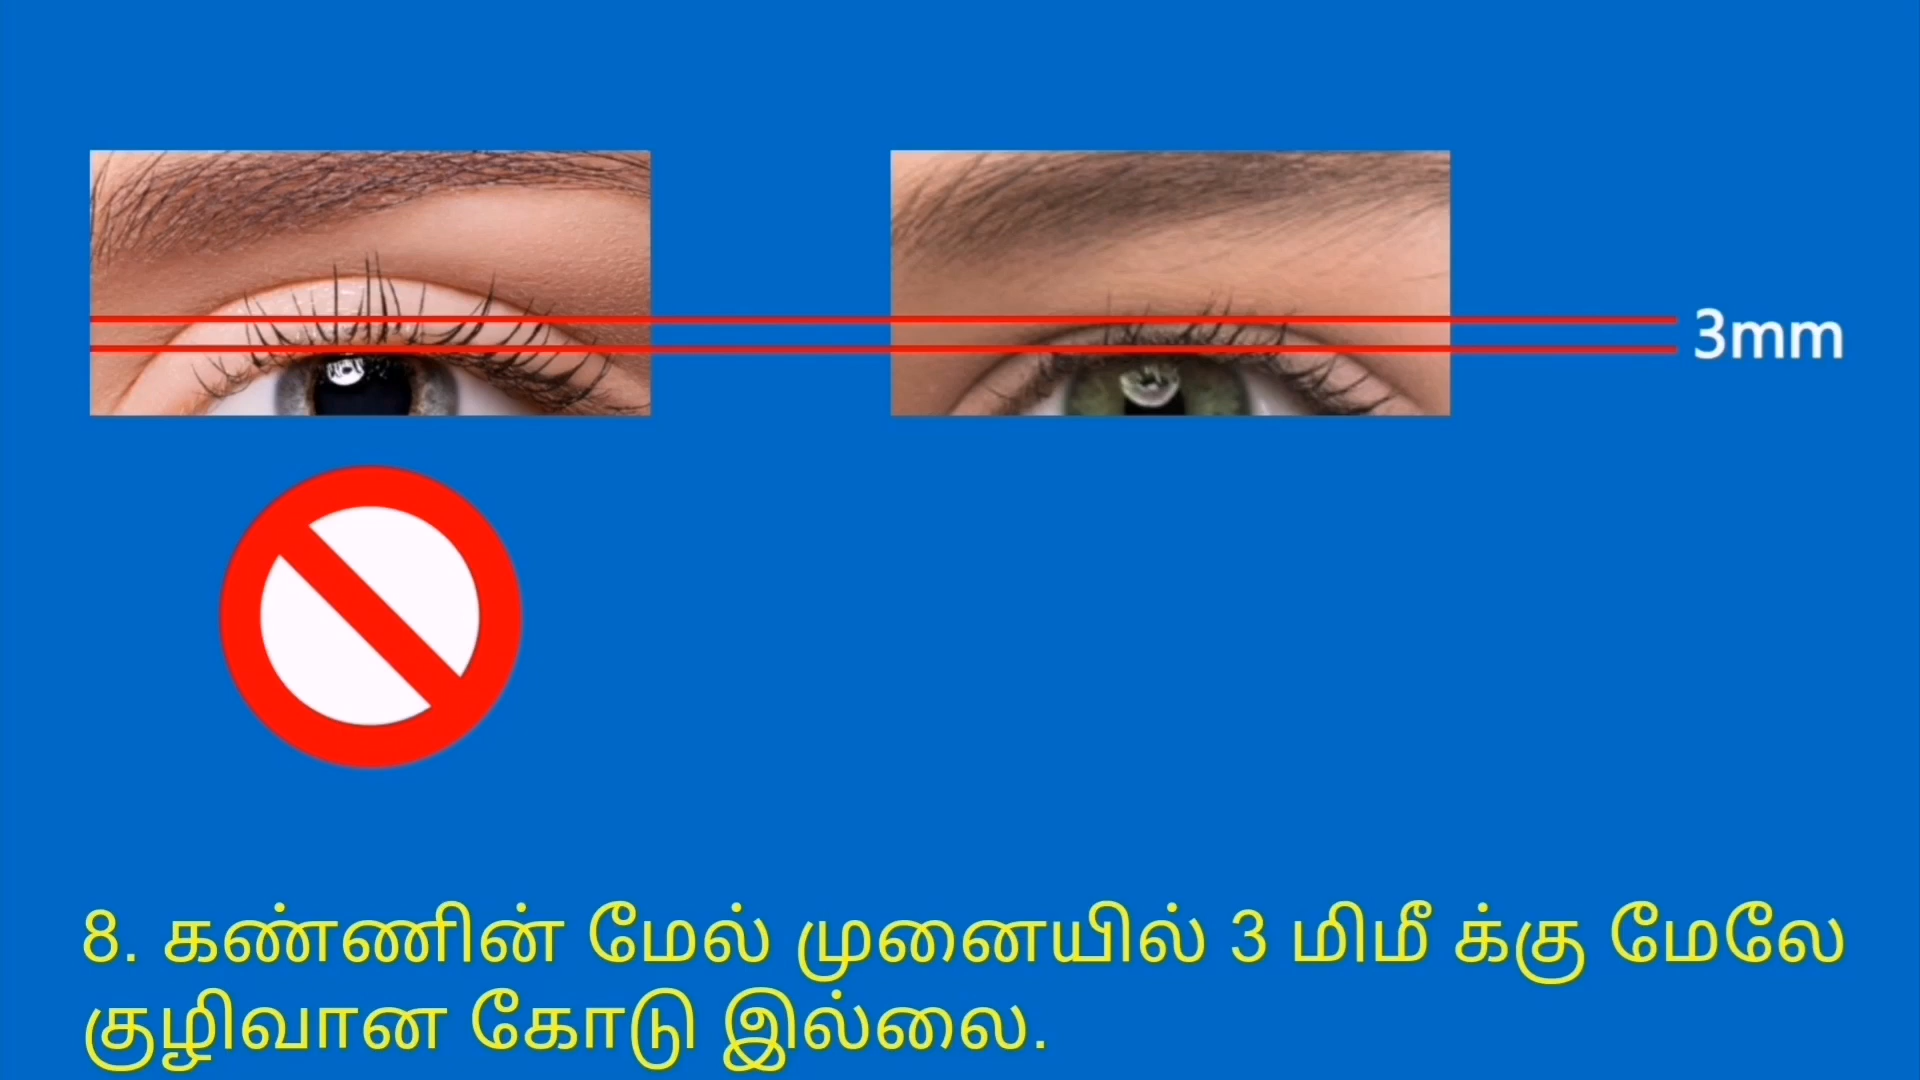 3mm
8. கண்ணின் மேல் முனையில் 3 மிமீ க்கு மேலே
குழிவான கோடு இல்லை.